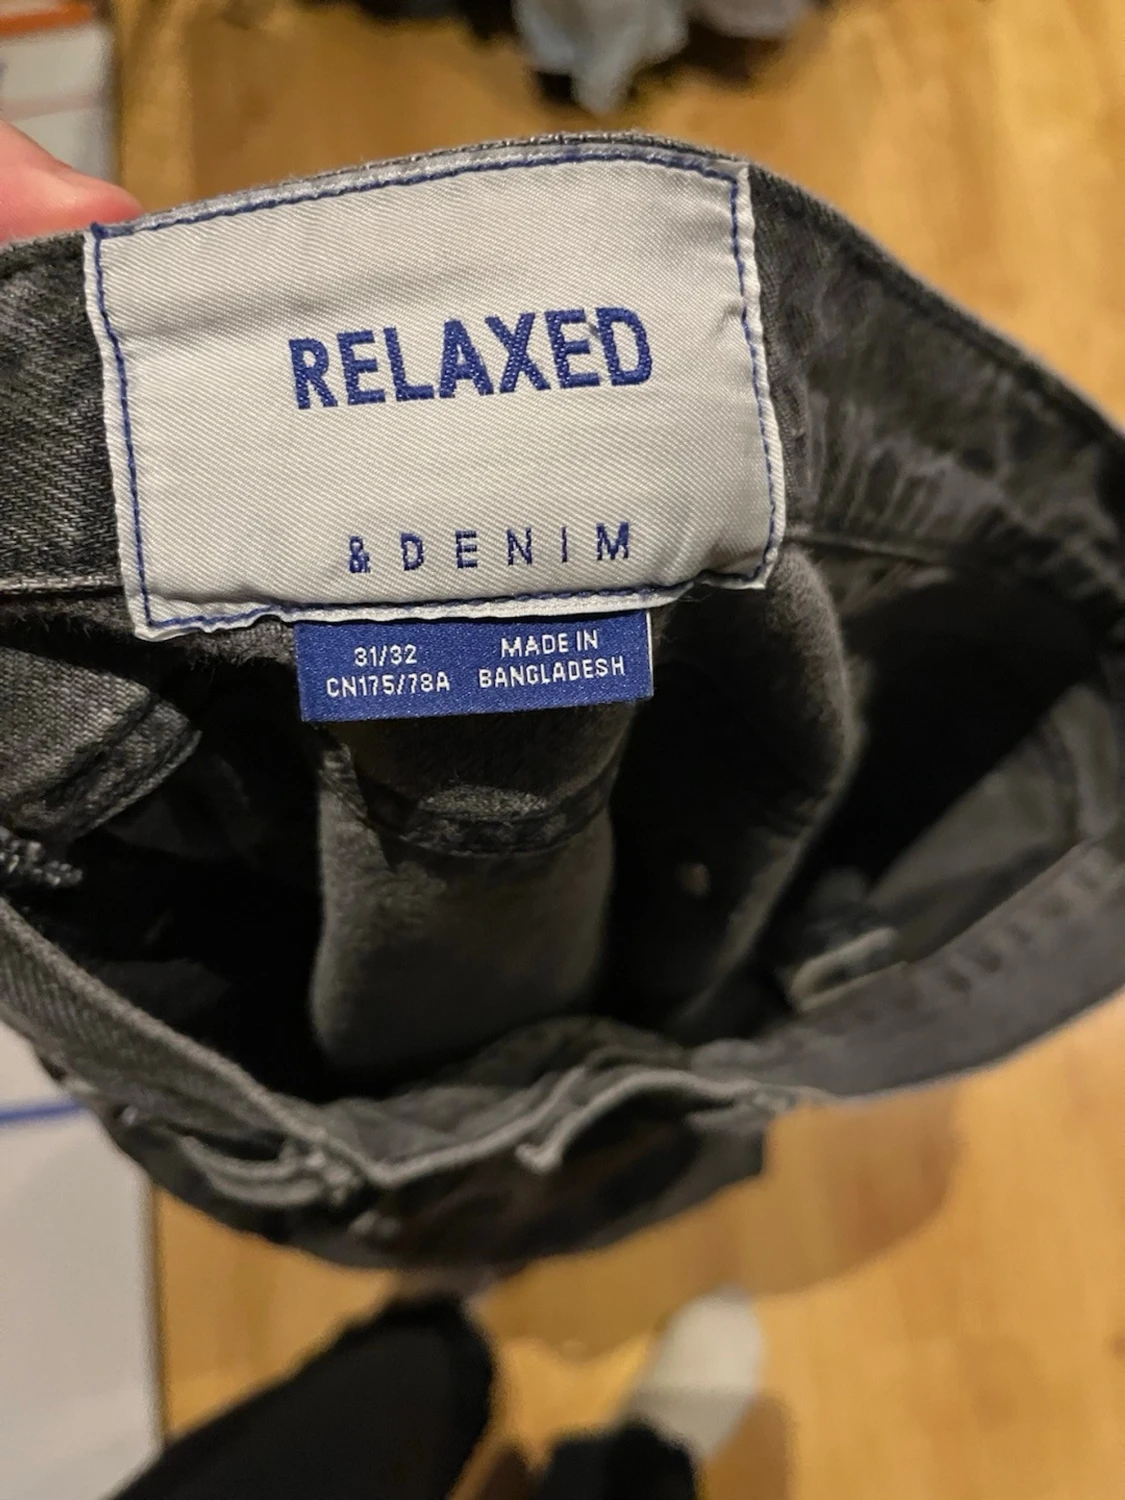 RELAXED
& DENIM
31/32
CN175/78A
MADE IN
BANGLADESH